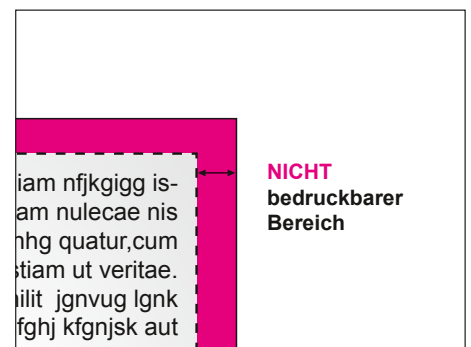 iam nfjkgigg is-
am nulecae nis
hhg quatur,cum
stiam ut veritae.
nilit jgnvug lgnk
fghj kfgnjsk aut
NICHT
bedruckbarer
Bereich